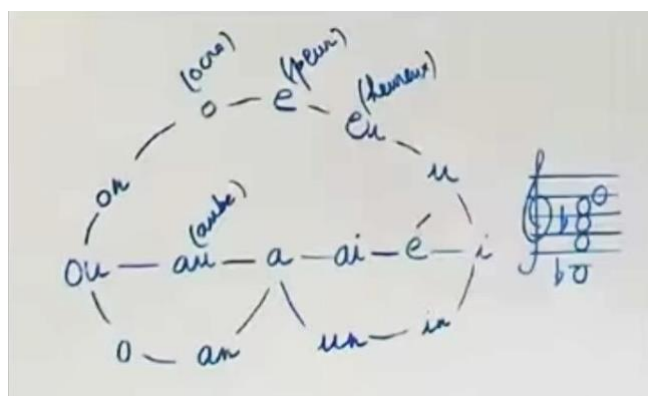 (ocre)
o — e (peur)
eu (heureux)
on
u
(aube)
ou — au — a — ai — é — i
o — an
un — in